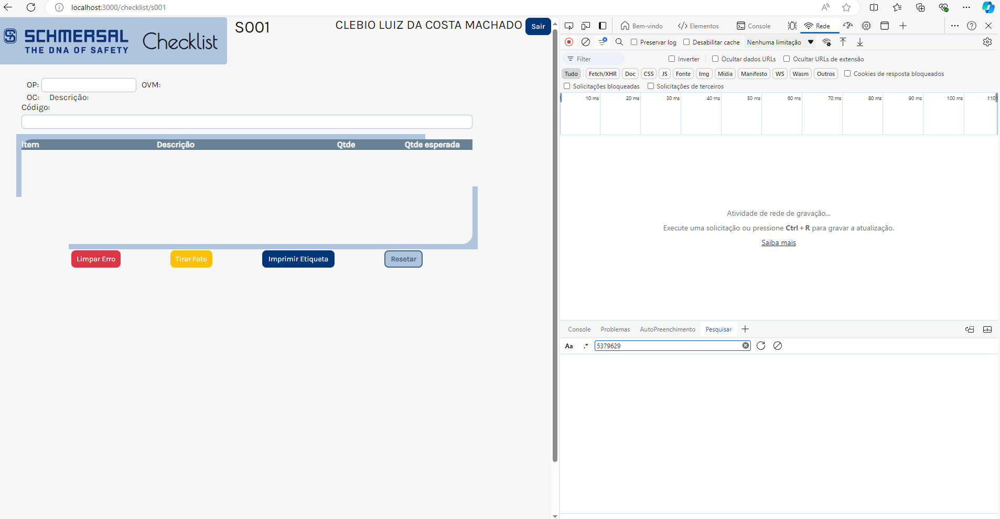 localhost:3000/checklist/s001
SCHMERSAL
THE DNA OF SAFETY
Checklist
S001
CLEBIO LUIZ DA COSTA MACHADO
Sair
OP:
OVM:
OC:
Descrição:
Código:
Item Descrição Qtde Qtde esperada
Limpar Erro
Tirar Foto
Imprimir Etiqueta
Resetar
Bem-vindo
Elementos
Console
Rede
Preservar log
Desabilitar cache
Nenhuma limitação
Filter
Inverter
Ocultar dados URLs
Ocultar URLs de extensão
Tudo
Fetch/XHR
Doc
CSS
JS
Fonte
Img
Mídia
Manifesto
WS
Wasm
Outros
Cookies de resposta bloqueados
Solicitações bloqueadas
Solicitações de terceiros
10 ms
20 ms
30 ms
40 ms
50 ms
60 ms
70 ms
80 ms
90 ms
100 ms
110
Atividade de rede de gravação...
Execute uma solicitação ou pressione Ctrl + R para gravar a atualização.
Saiba mais
Console
Problemas
AutoPreenchimento
Pesquisar
Aa
.*
5379629